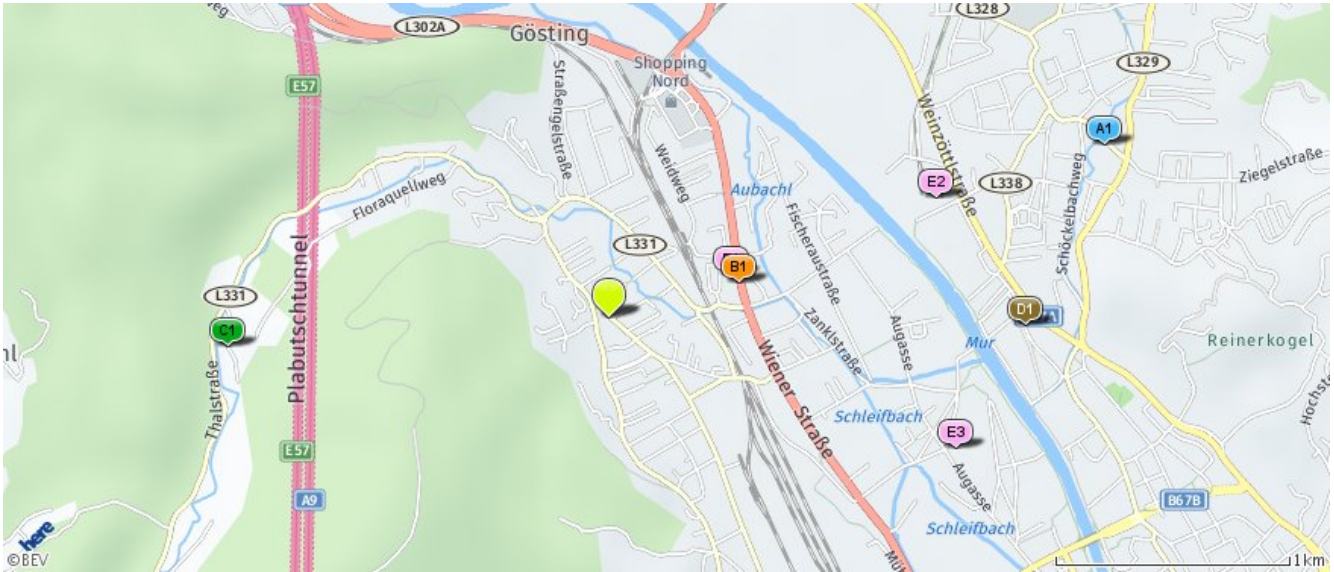 L302A
weg
Gösting
L328
E57
Straßengelstraße
Shopping
Nord
L329
A1
Weinzöttlstraße
Weidweg
Ziegelstraße
E2
L338
Aubachl
Floraquellweg
Fischeraustraße
Schöckelbachweg
Plabutschtunnel
L331
B1
L331
C1
D1
A
Thalstraße
Zanklstraße
Augasse
Mur
Reinerkogel
Wiener Straße
Hochste
Schleifbach
E3
E57
A9
Augasse
B67B
Schleifbach
here
©BEV
1km